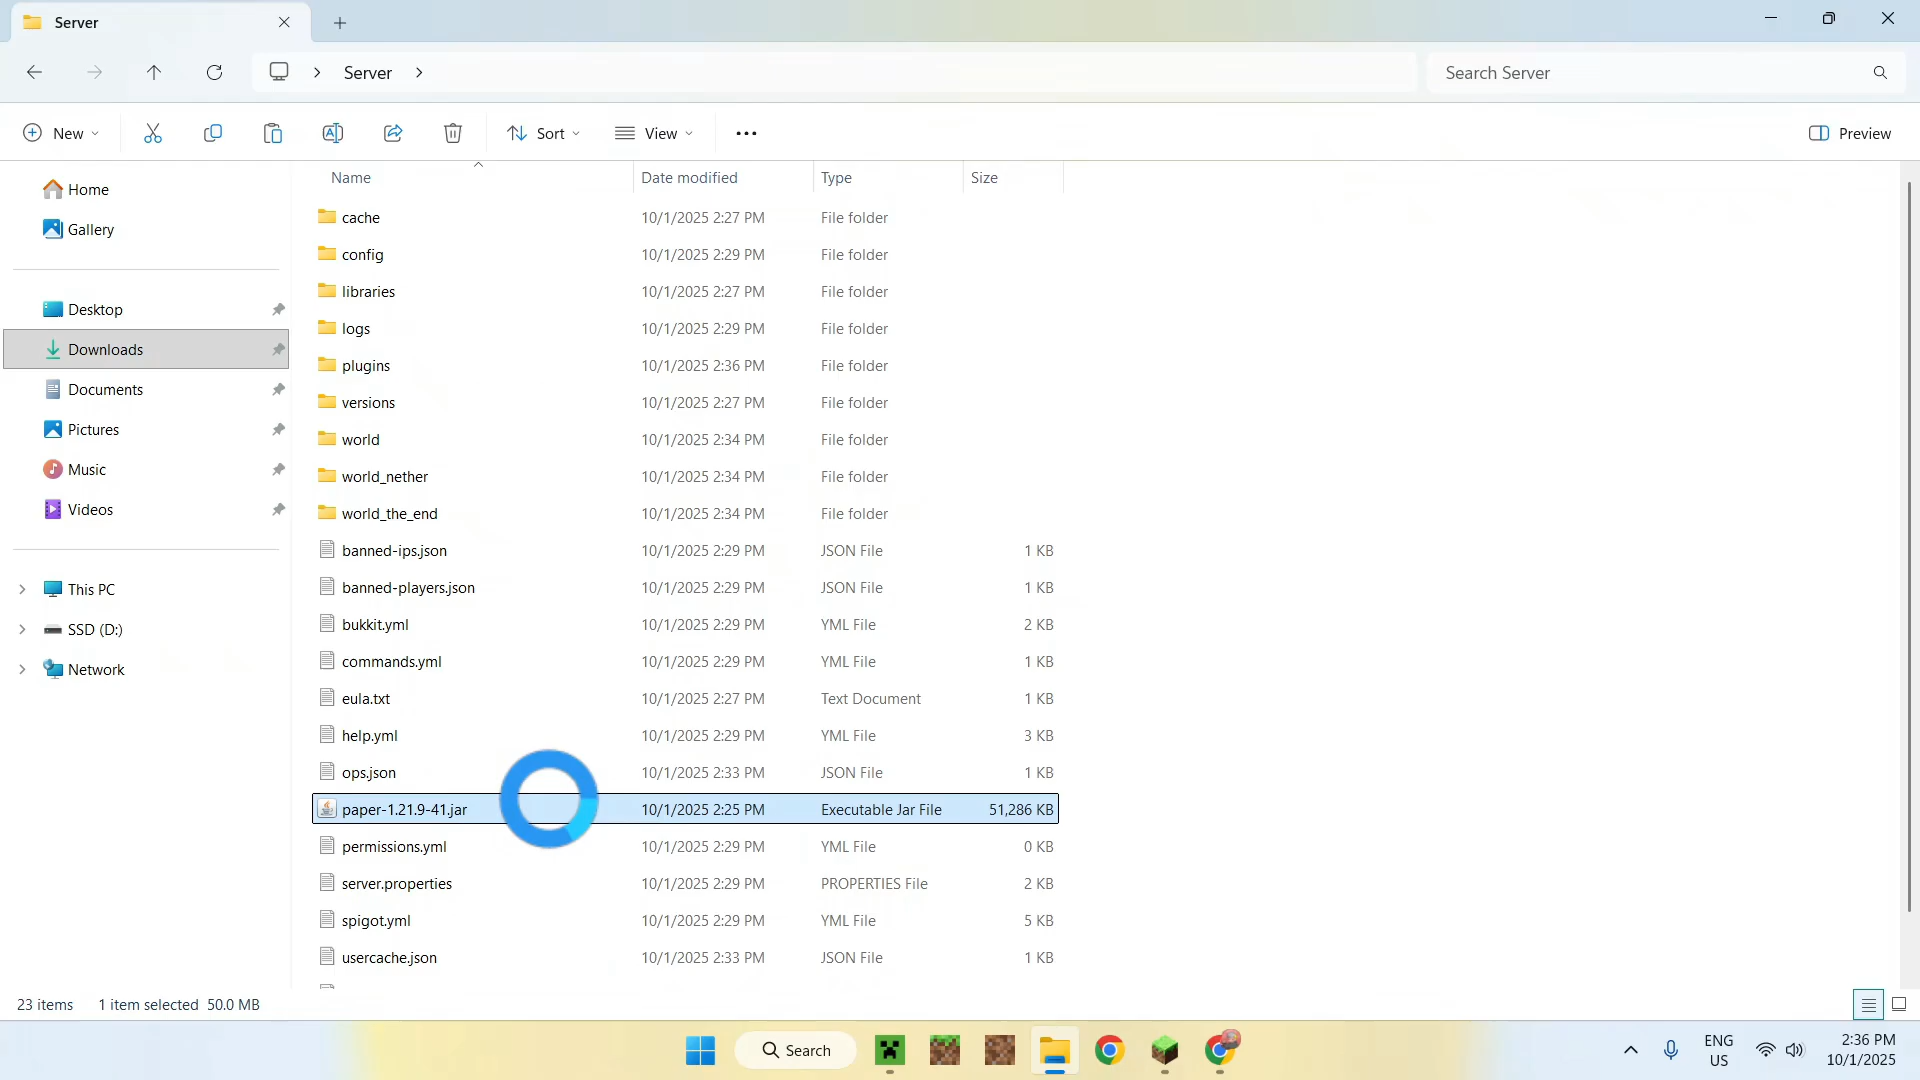 Server
Server
Search Server
New
Sort
View
Preview
Name Date modified Type Size
Home
Gallery
Desktop
Downloads
Documents
Pictures
Music
Videos
This PC
SSD (D:)
Network
cache 10/1/2025 2:27 PM File folder
config 10/1/2025 2:29 PM File folder
libraries 10/1/2025 2:27 PM File folder
logs 10/1/2025 2:29 PM File folder
plugins 10/1/2025 2:36 PM File folder
versions 10/1/2025 2:27 PM File folder
world 10/1/2025 2:34 PM File folder
world_nether 10/1/2025 2:34 PM File folder
world_the_end 10/1/2025 2:34 PM File folder
banned-ips.json 10/1/2025 2:29 PM JSON File 1 KB
banned-players.json 10/1/2025 2:29 PM JSON File 1 KB
bukkit.yml 10/1/2025 2:29 PM YML File 2 KB
commands.yml 10/1/2025 2:29 PM YML File 1 KB
eula.txt 10/1/2025 2:27 PM Text Document 1 KB
help.yml 10/1/2025 2:29 PM YML File 3 KB
ops.json 10/1/2025 2:33 PM JSON File 1 KB
paper-1.21.9-41.jar 10/1/2025 2:25 PM Executable Jar File 51,286 KB
permissions.yml 10/1/2025 2:29 PM YML File 0 KB
server.properties 10/1/2025 2:29 PM PROPERTIES File 2 KB
spigot.yml 10/1/2025 2:29 PM YML File 5 KB
usercache.json 10/1/2025 2:33 PM JSON File 1 KB
23 items 1 item selected 50.0 MB
Search
ENG
US
2:36 PM
10/1/2025